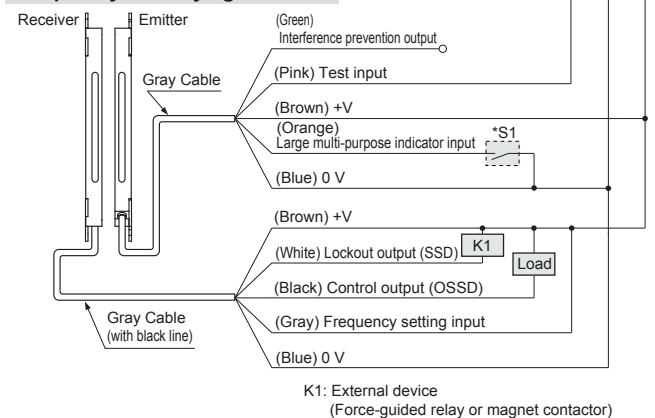 Receiver
Emitter
Gray Cable
(Green)
Interference prevention output
(Pink) Test input
(Brown) +V
(Orange)
Large multi-purpose indicator input
*S1
(Blue) 0 V
(Brown) +V
(White) Lockout output (SSD)
K1
Load
(Black) Control output (OSSD)
(Gray) Frequency setting input
(Blue) 0 V
Gray Cable
(with black line)
K1: External device
(Force-guided relay or magnet contactor)